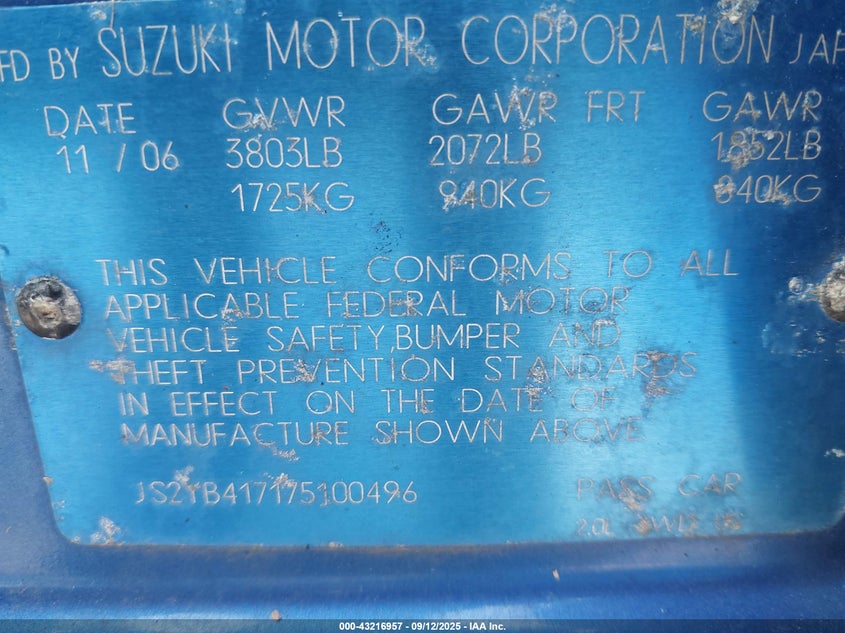 FD BY SUZUKI MOTOR CORPORATION JAP
DATE GVWR GAWR FRT GAWR
11 / 06 3803LB 2072LB 1852LB
1725KG 940KG 840KG
THIS VEHICLE CONFORMS TO ALL
APPLICABLE FEDERAL MOTOR
VEHICLE SAFETY,BUMPER AND
THEFT PREVENTION STANDARDS
IN EFFECT ON THE DATE OF
MANUFACTURE SHOWN ABOVE
JS2YB417175100496 PASS CAR
2.0L
000-43216957 - 09/12/2025 - IAA Inc.